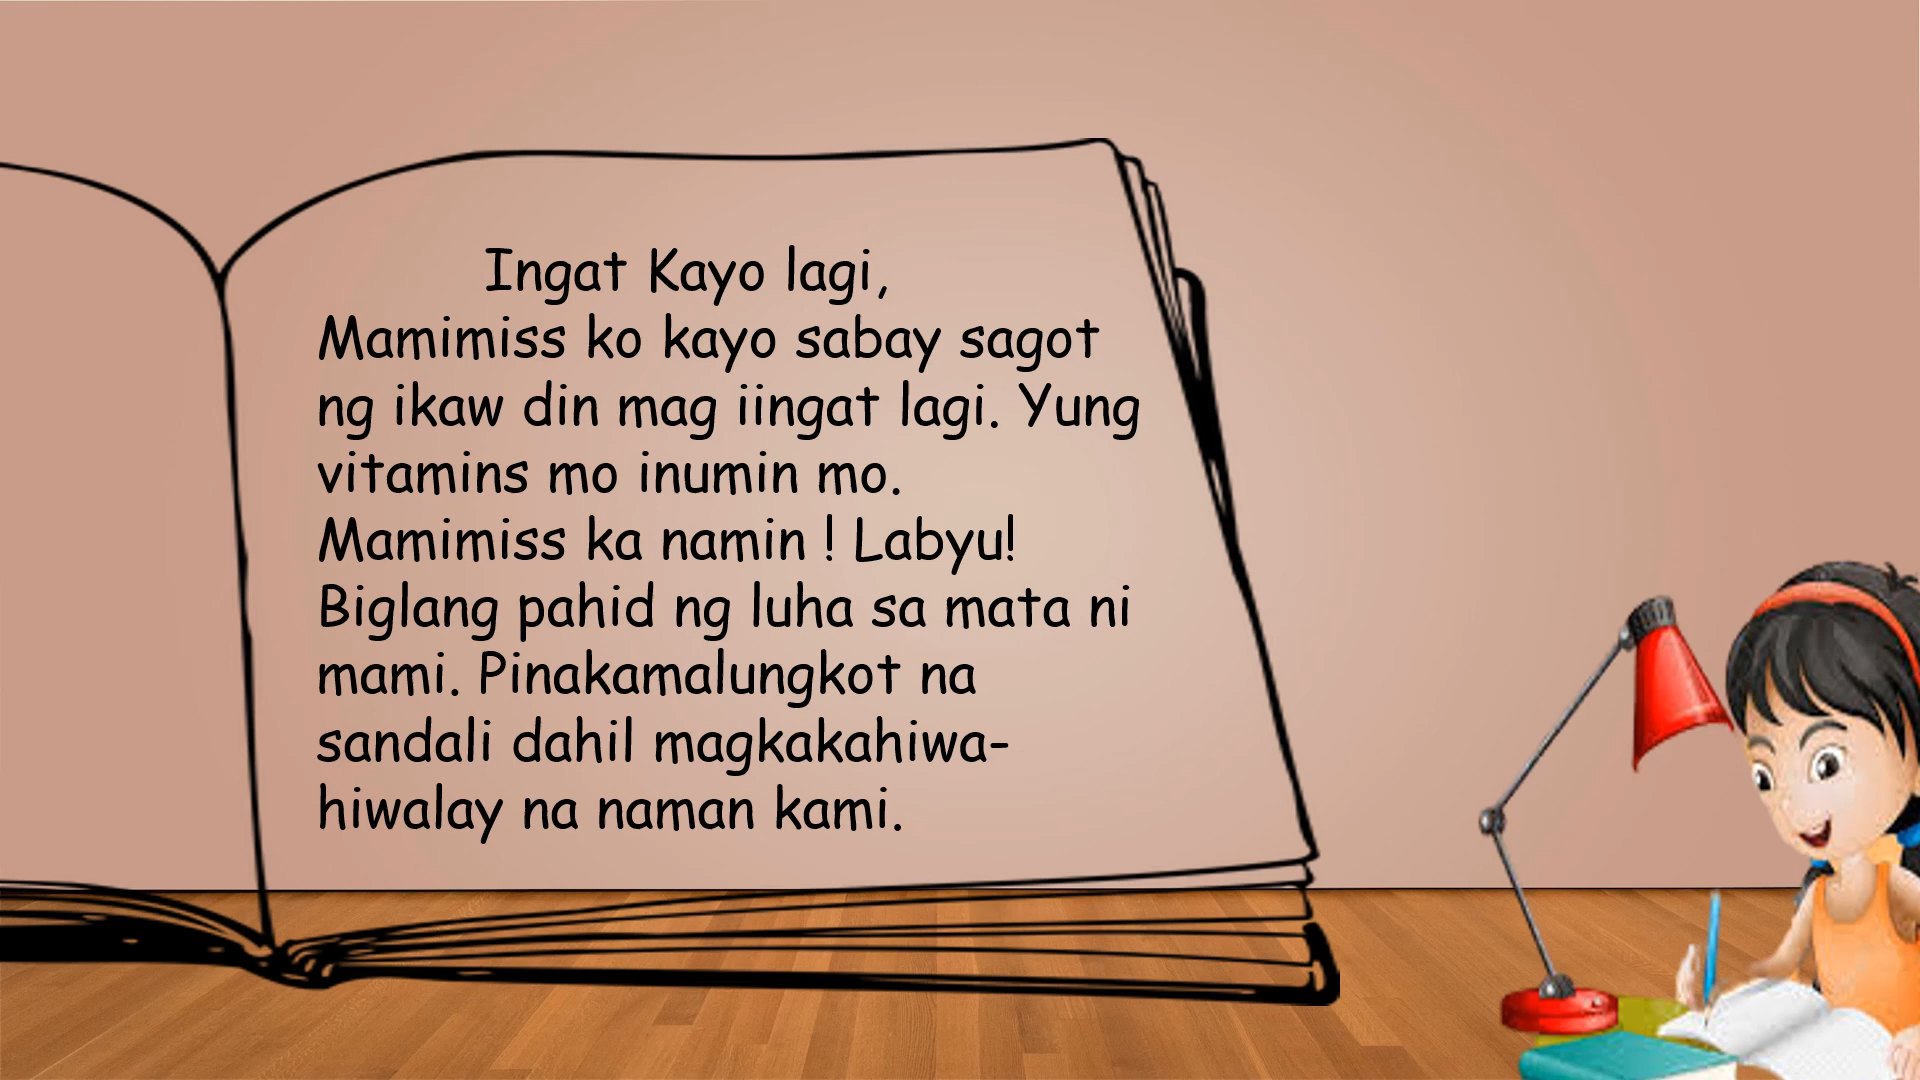 Ingat Kayo lagi,
Mamimiss ko kayo sabay sagot
ng ikaw din mag iingat lagi. Yung
vitamins mo inumin mo.
Mamimiss ka namin ! Labyu!
Biglang pahid ng luha sa mata ni
mami. Pinakamalungkot na
sandali dahil magkakahiwa-
hiwalay na naman kami.